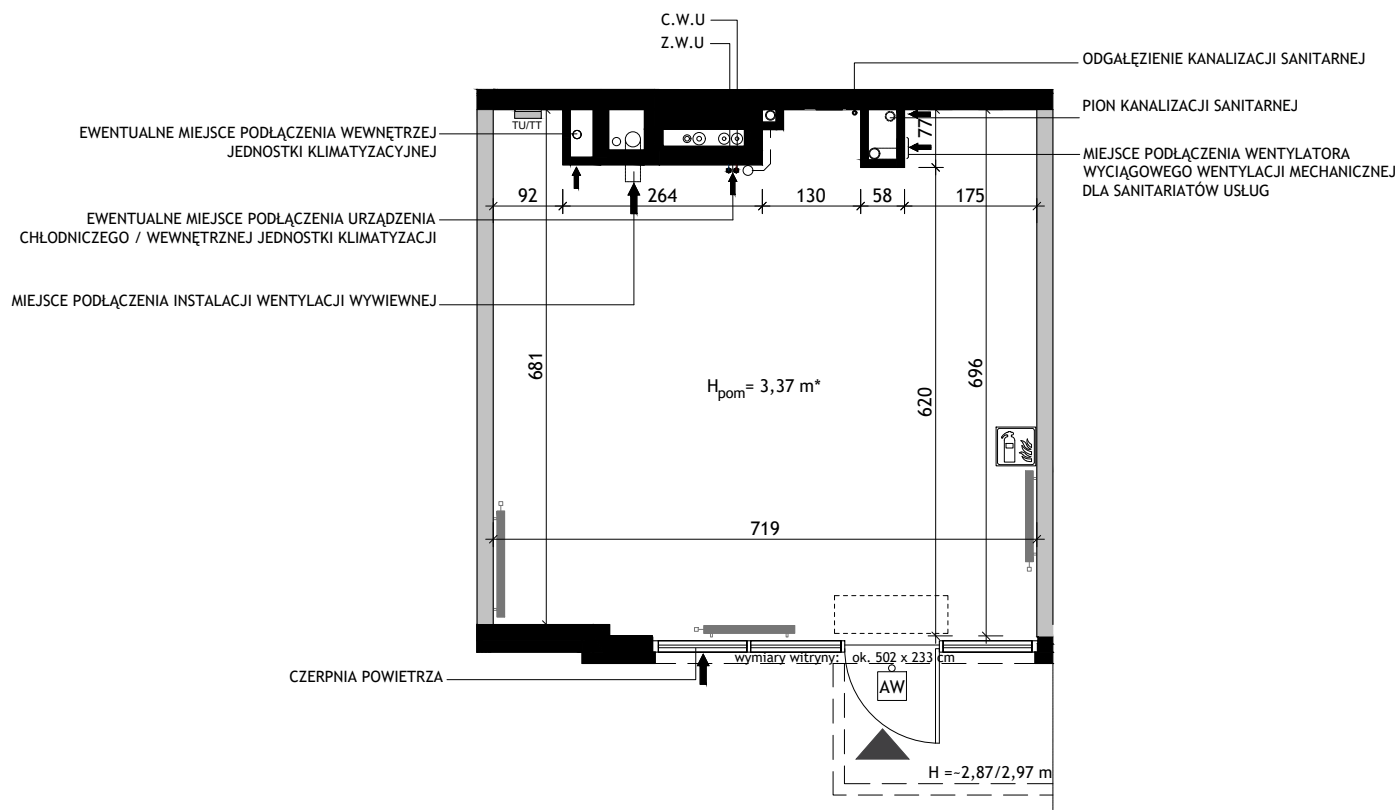 C.W.U
Z.W.U
ODGAŁĘZIENIE KANALIZACJI SANITARNEJ
PION KANALIZACJI SANITARNEJ
TU/TT
77
EWENTUALNE MIEJSCE PODŁĄCZENIA WEWNĘTRZEJ
JEDNOSTKI KLIMATYZACYJNEJ
MIEJSCE PODŁĄCZENIA WENTYLATORA
WYCIĄGOWEGO WENTYLACJI MECHANICZNEJ
DLA SANITARIATÓW USŁUG
92
264
130
58
175
EWENTUALNE MIEJSCE PODŁĄCZENIA URZĄDZENIA
CHŁODNICZEGO / WEWNĘTRZNEJ JEDNOSTKI KLIMATYZACJI
MIEJSCE PODŁĄCZENIA INSTALACJI WENTYLACJI WYWIEWNEJ
681
Hpom= 3,37 m*
620
696
719
wymiary witryny: ok. 502 x 233 cm
CZERPNIA POWIETRZA
AW
H =~2,87/2,97 m